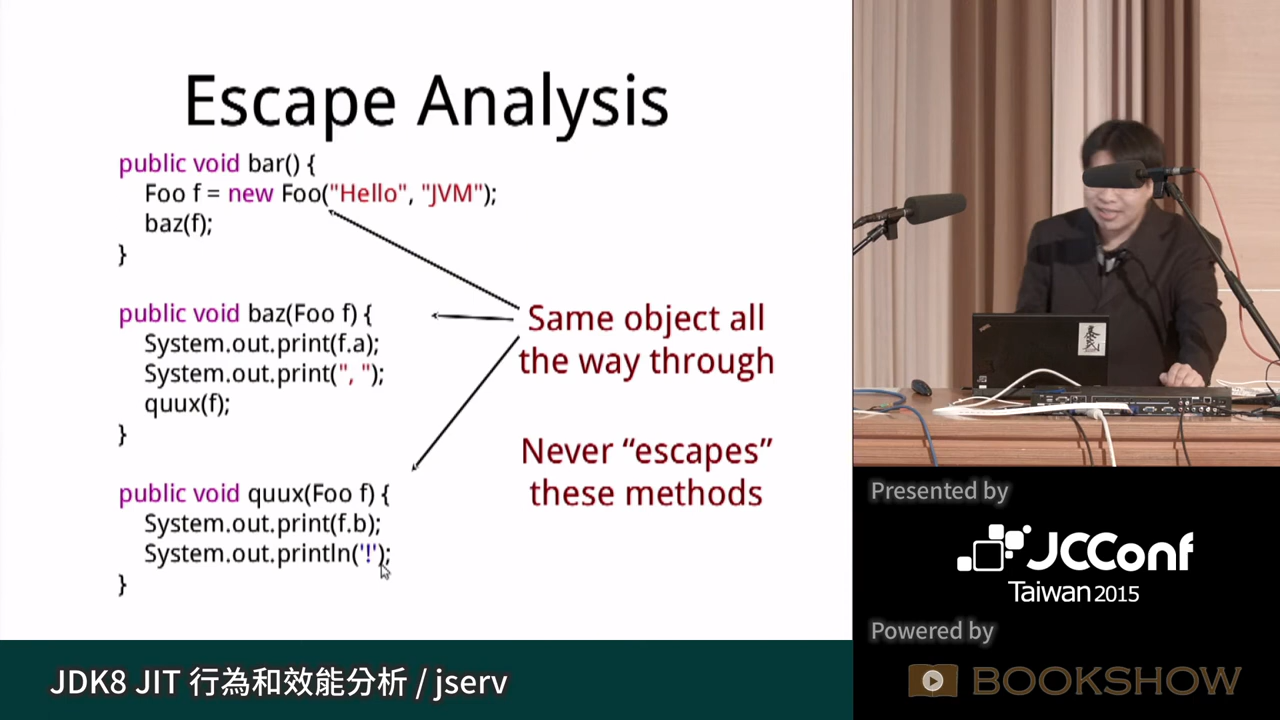 Escape Analysis
public void bar() {
Foo f = new Foo("Hello", "JVM");
baz(f);
}
public void baz(Foo f) {
System.out.print(f.a);
System.out.print(", ");
quux(f);
}
public void quux(Foo f) {
System.out.print(f.b);
System.out.println('!');
}
Same object all
the way through
Never “escapes”
these methods
Presented by
JCConf
Taiwan 2015
Powered by
BOOKSHOW
JDK8 JIT 行為和效能分析 / jserv